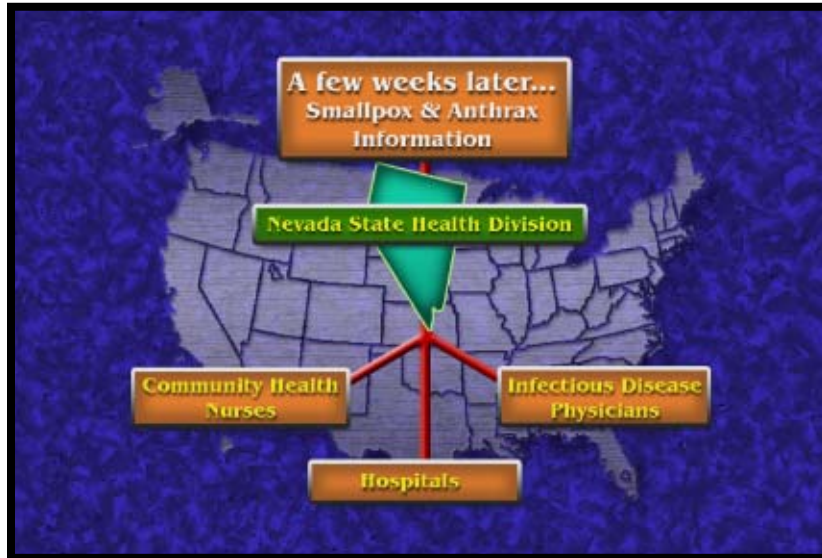 A few weeks later...
Smallpox & Anthrax
Information
Nevada State Health Division
Community Health
Nurses
Infectious Disease
Physicians
Hospitals